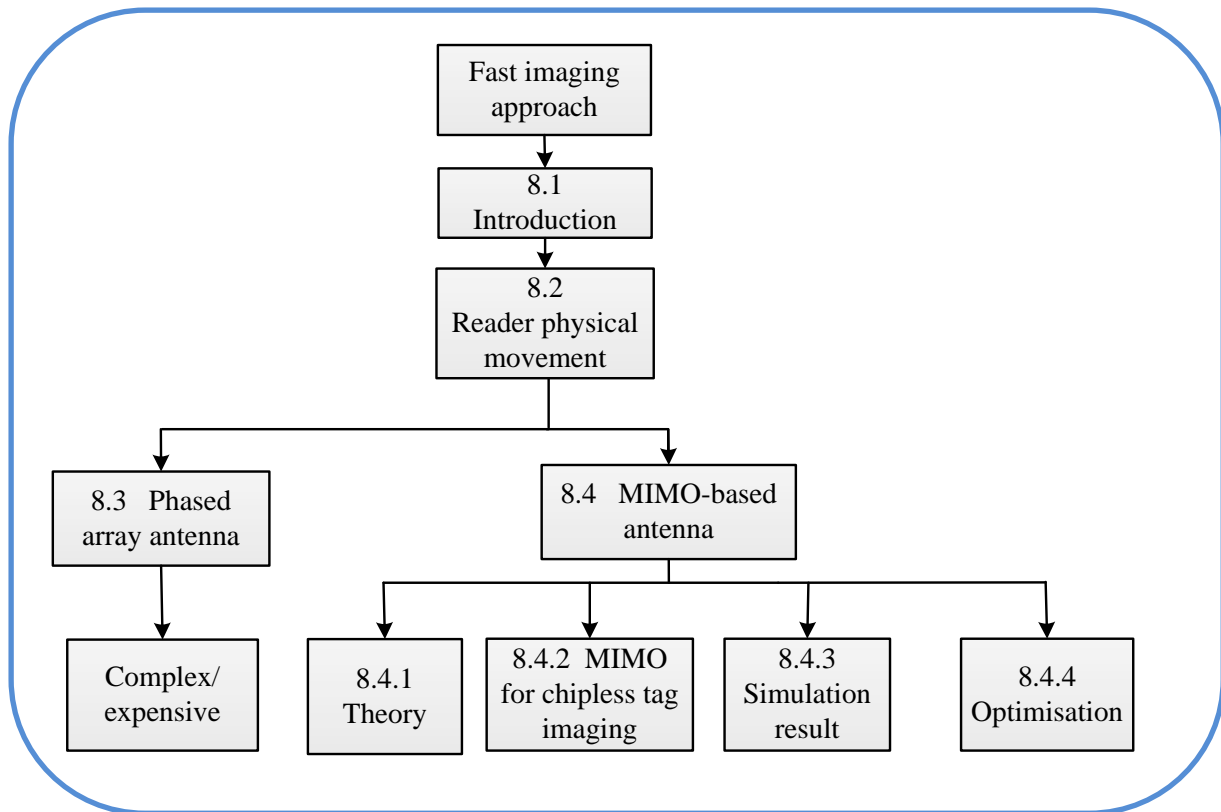 Fast imaging
approach
8.1
Introduction
8.2
Reader physical
movement
8.3 Phased
array antenna
8.4 MIMO-based
antenna
Complex/
expensive
8.4.1
Theory
8.4.2 MIMO
for chipless tag
imaging
8.4.3
Simulation
result
8.4.4
Optimisation